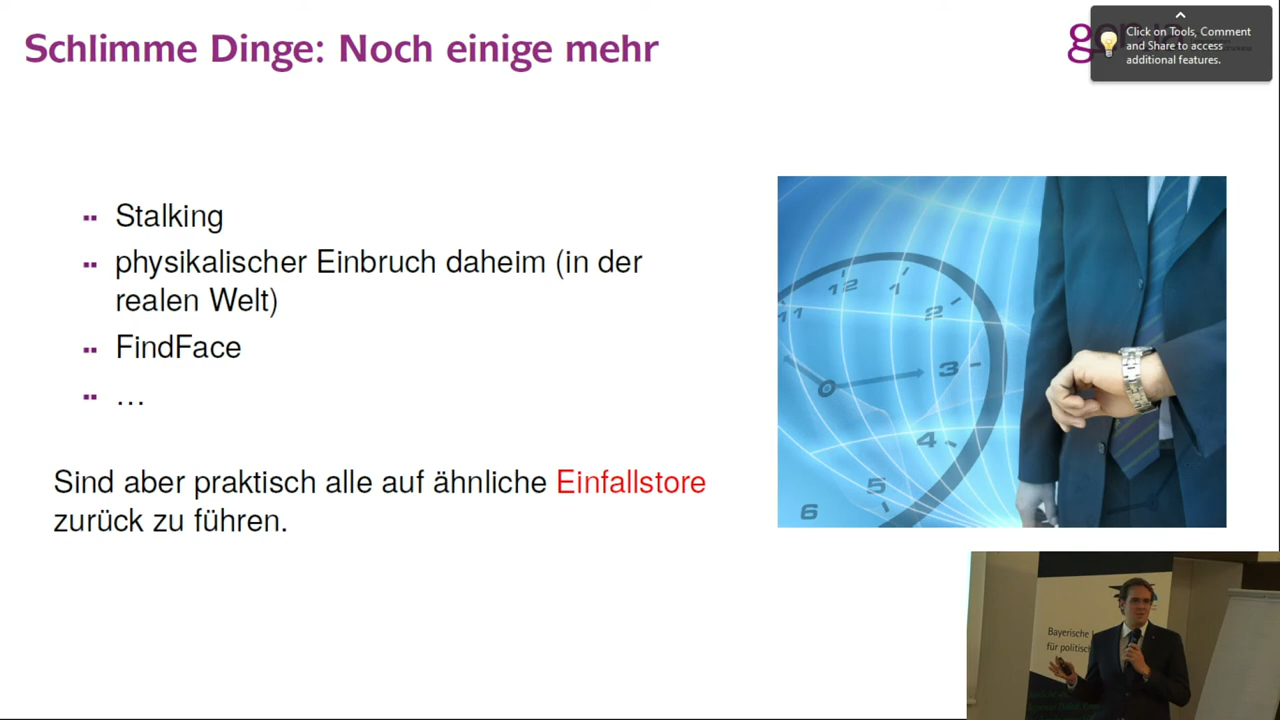 Schlimme Dinge: Noch einige mehr
Click on Tools, Comment
and Share to access
additional features.
Stalking
physikalischer Einbruch daheim (in der
realen Welt)
FindFace
…
Sind aber praktisch alle auf ähnliche Einfallstore
zurück zu führen.
12
1
11
2
3
4
5
6
Bayerische
für politisch